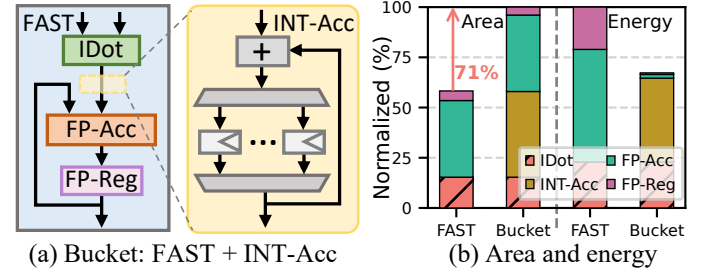 FAST
IDot
FP-Acc
FP-Reg
INT-Acc
+
(a) Bucket: FAST + INT-Acc
Normalized (%)
100
75
50
25
0
Area
Energy
71%
IDot
FP-Acc
INT-Acc
FP-Reg
FAST
Bucket
FAST
Bucket
(b) Area and energy